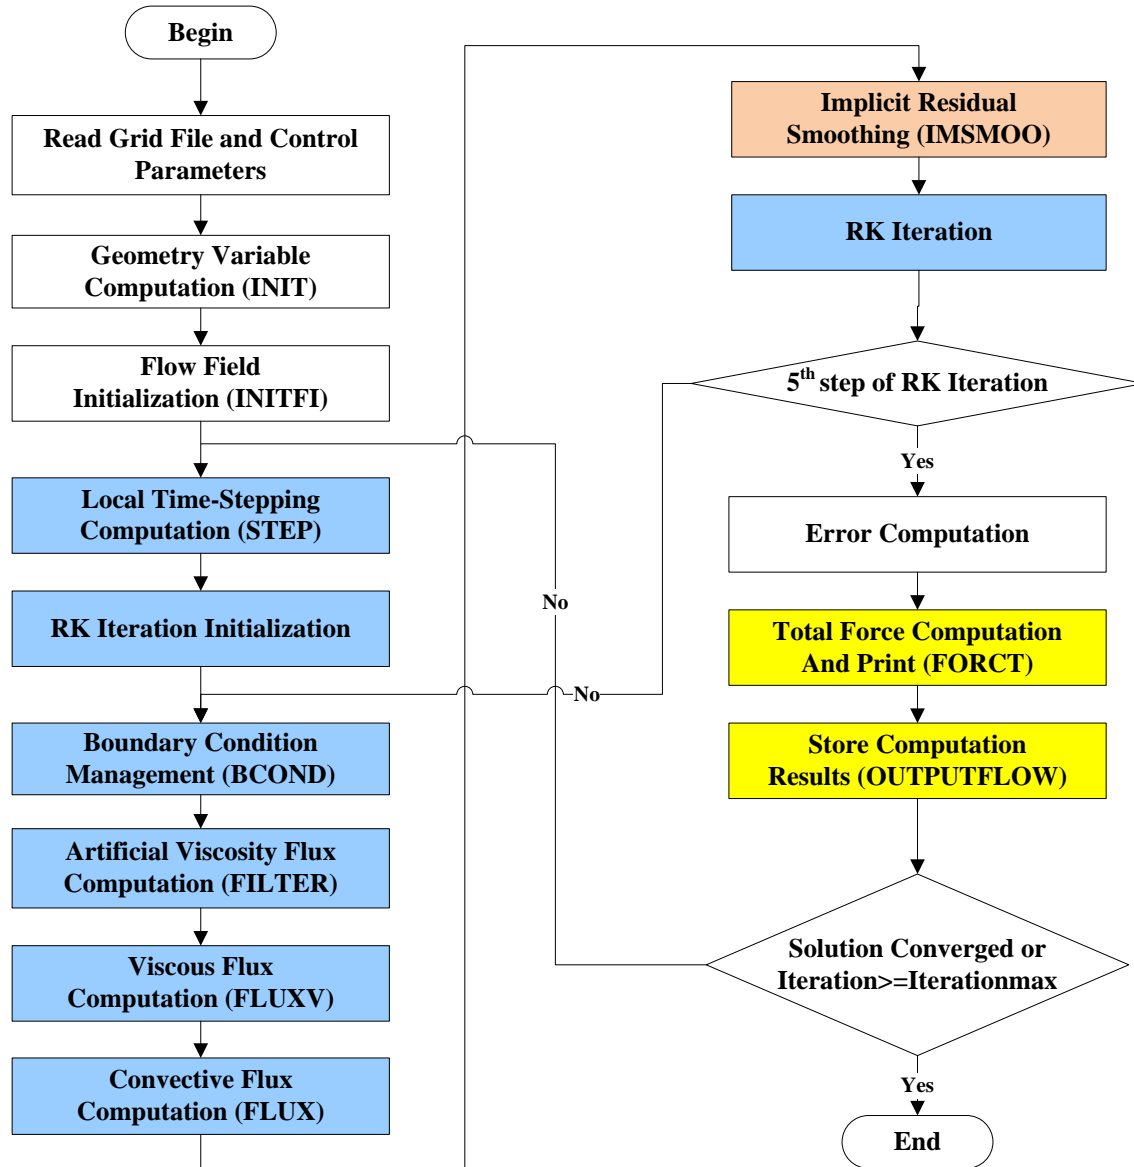 Begin
Read Grid File and Control
Parameters
Geometry Variable
Computation (INIT)
Flow Field
Initialization (INITFI)
Local Time-Stepping
Computation (STEP)
RK Iteration Initialization
Boundary Condition
Management (BCOND)
Artificial Viscosity Flux
Computation (FILTER)
Viscous Flux
Computation (FLUXV)
Convective Flux
Computation (FLUX)
Implicit Residual
Smoothing (IMSMOO)
RK Iteration
5th step of RK Iteration
No
Yes
Error Computation
Total Force Computation
And Print (FORCT)
Store Computation
Results (OUTPUTFLOW)
Solution Converged or
Iteration>=Iterationmax
No
Yes
End